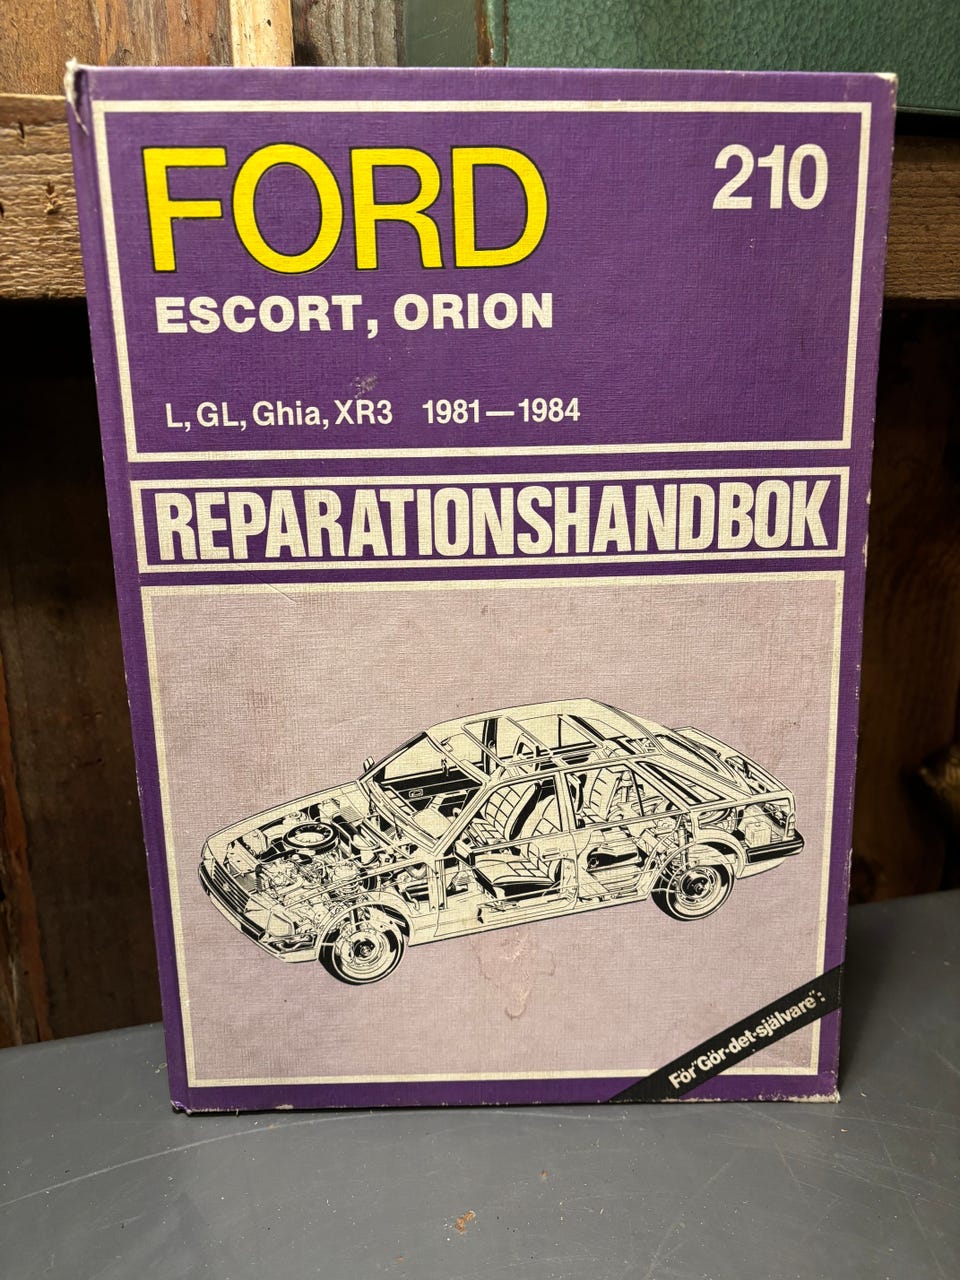 FORD
210
ESCORT, ORION
L, GL, Ghia, XR3 1981—1984
REPARATIONSHANDBOK
För "Gör-det-självare":